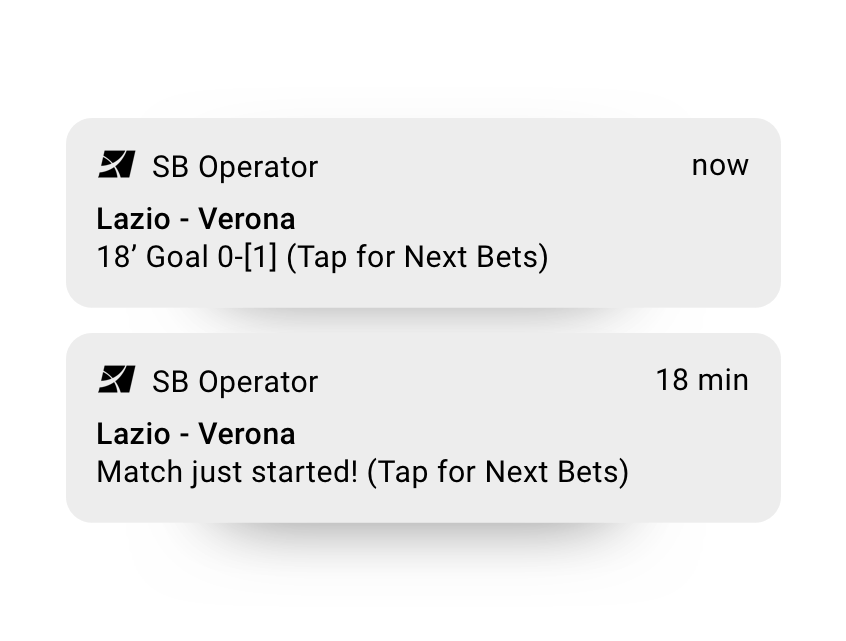 SB Operator now
Lazio - Verona
18’ Goal 0-[1] (Tap for Next Bets)
SB Operator 18 min
Lazio - Verona
Match just started! (Tap for Next Bets)